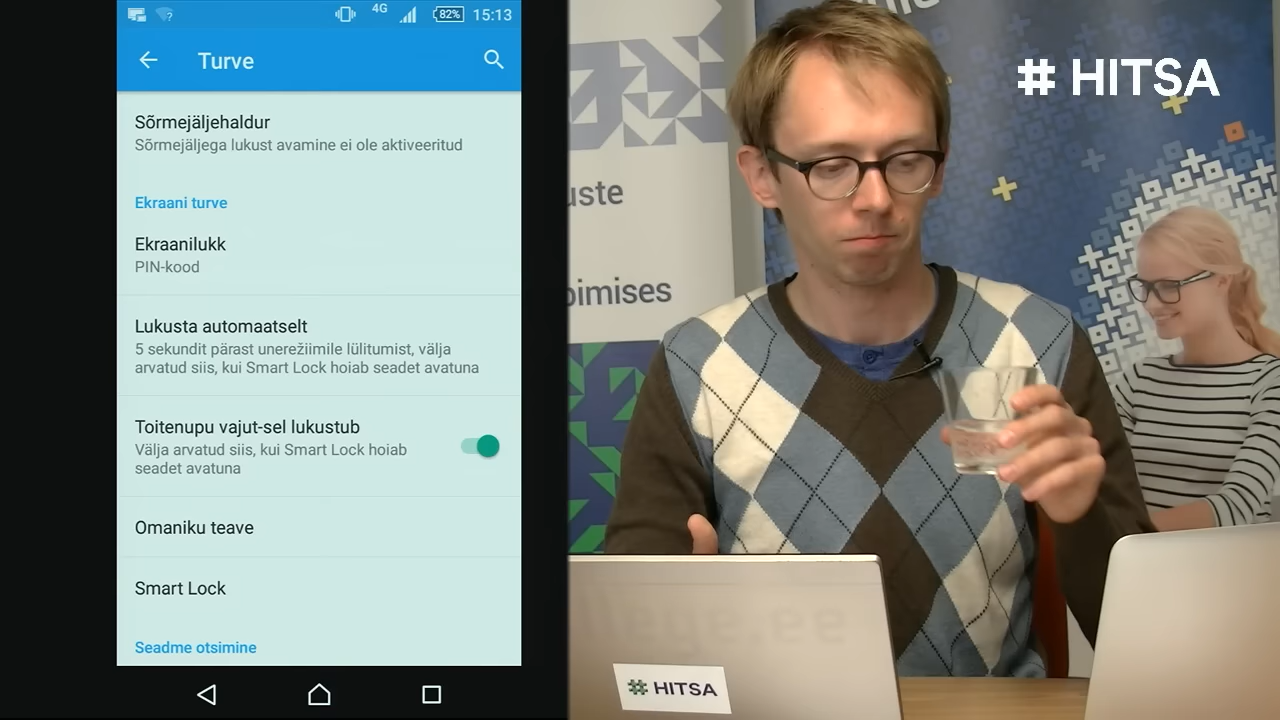 4G
82%
15:13
Turve
Sõrmejäljehaldur
Sõrmejäljega lukust avamine ei ole aktiveeritud
Ekraani turve
Ekraanilukk
PIN-kood
Lukusta automaatselt
5 sekundit pärast unerežiimile lülitumist, välja
arvatud siis, kui Smart Lock hoiab seadet avatuna
Toitenupu vajut-sel lukustub
Välja arvatud siis, kui Smart Lock hoiab
seadet avatuna
Omaniku teave
Smart Lock
Seadme otsimine
# HITSA
# HITSA